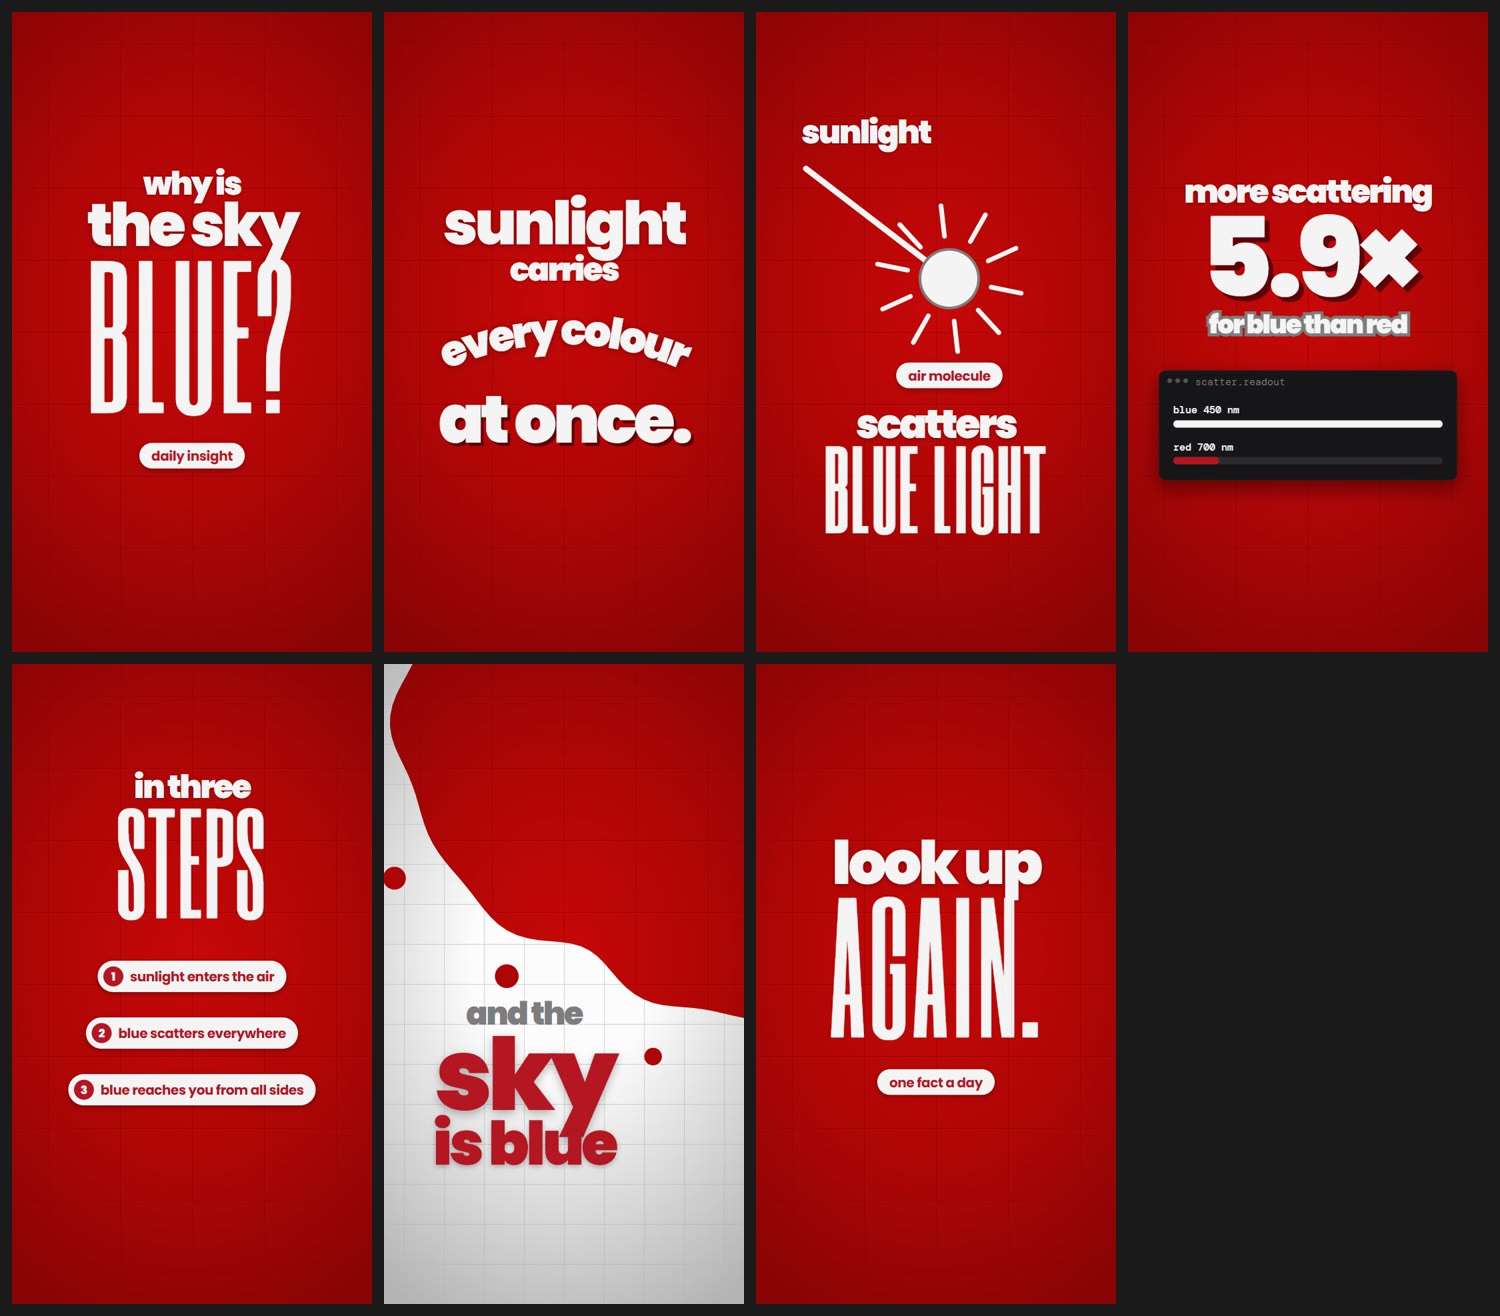 why is
the sky
BLUE?
daily insight
sunlight
carries
every colour
at once.
sunlight
air molecule
scatters
BLUE LIGHT
more scattering
5.9×
for blue than red
scatter.readout
blue 450 nm
red 700 nm
in three
STEPS
1 sunlight enters the air
2 blue scatters everywhere
3 blue reaches you from all sides
and the
sky
is blue
look up
AGAIN.
one fact a day